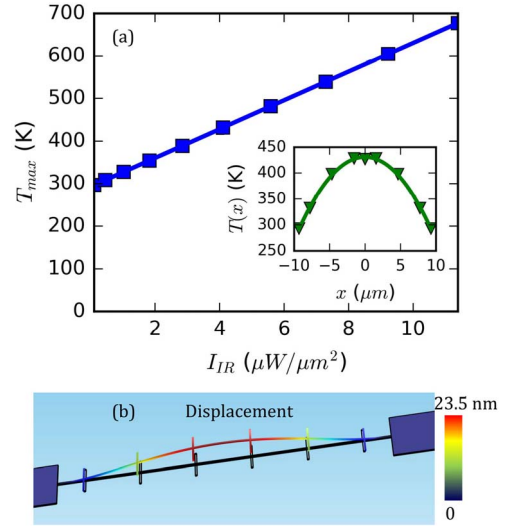 (a)
700
600
500
400
300
200
100
0
T_max (K)
2 4 6 8 10
I_IR (μW/μm²)
450
400
350
300
250
T(x) (K)
−10 −5 0 5 10
x (μm)
(b) Displacement
23.5 nm
0